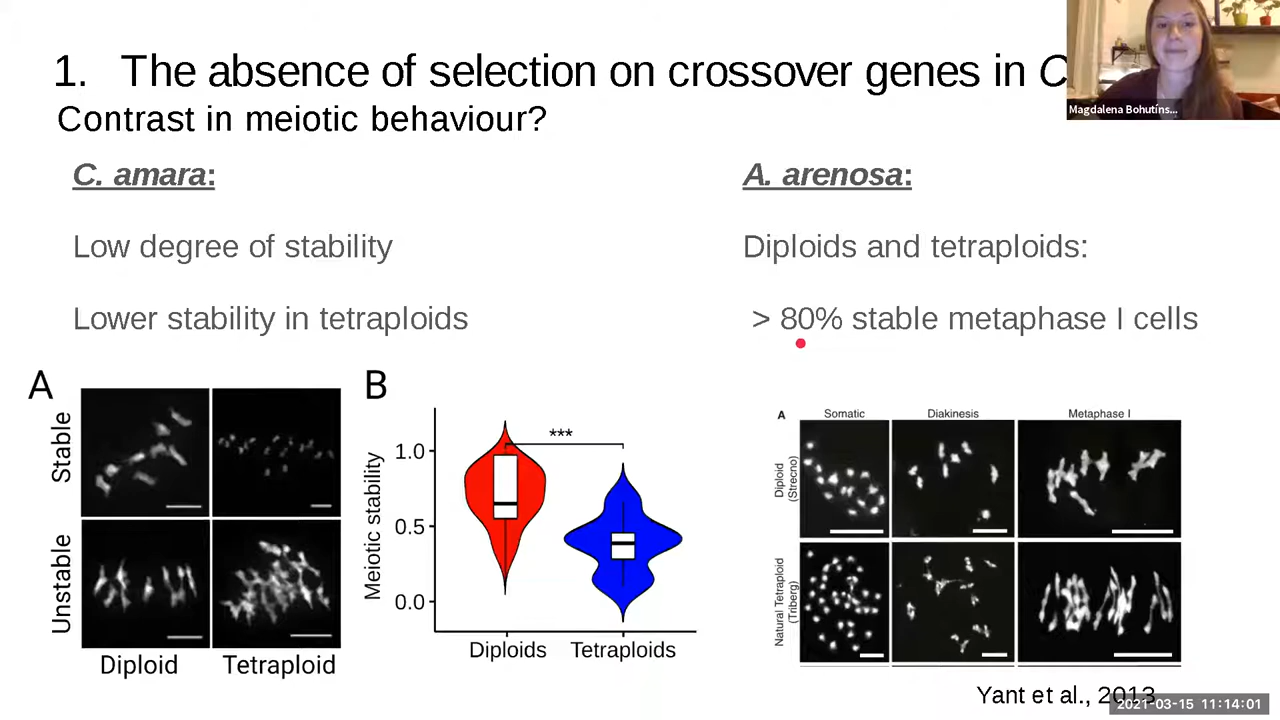 1. The absence of selection on crossover genes in C
Magdalena Bohutíns...
Contrast in meiotic behaviour?
C. amara:
Low degree of stability
Lower stability in tetraploids
A. arenosa:
Diploids and tetraploids:
> 80% stable metaphase I cells
A
Stable
Unstable
Diploid
Tetraploid
B
***
Meiotic stability
1.0
0.5
0.0
Diploids
Tetraploids
A
Somatic
Diakinesis
Metaphase I
Diploid
(Strecno)
Natural Tetraploid
(Triberg)
Yant et al., 2013
2021-03-15 11:14:01